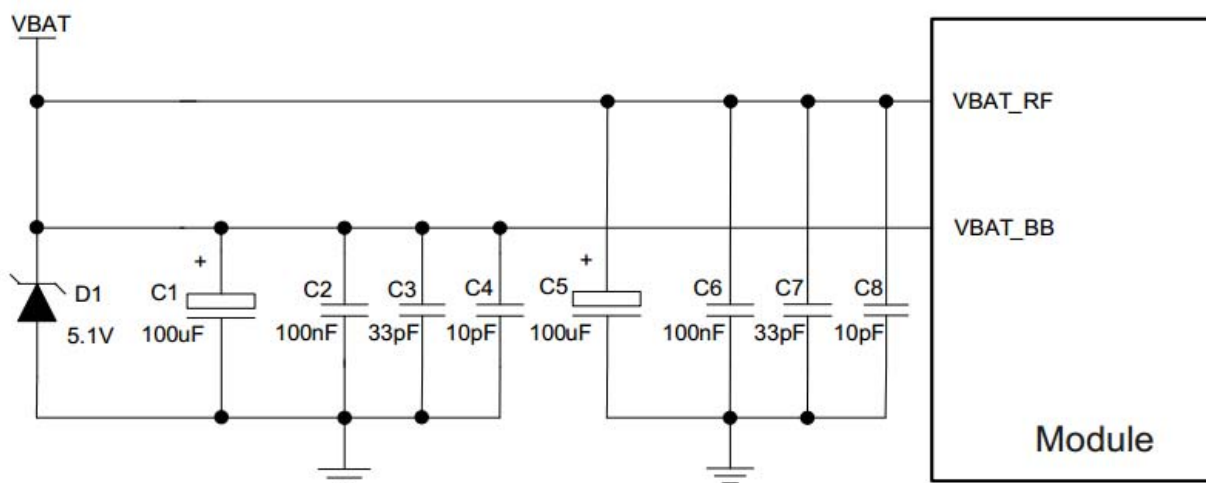 VBAT
VBAT_RF
VBAT_BB
+
+
D1
C1
C2
C3
C4
C5
C6
C7
C8
5.1V
100uF
100nF
33pF
10pF
100uF
100nF
33pF
10pF
Module